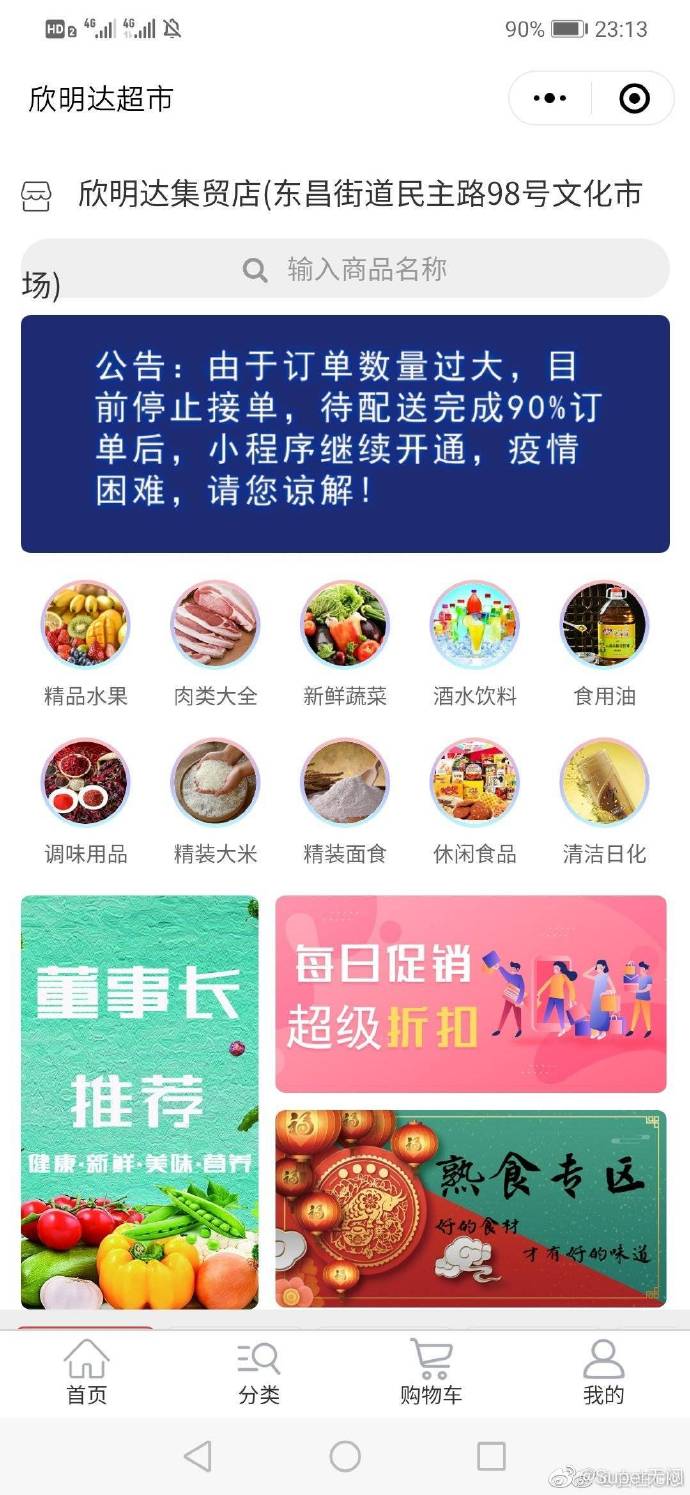 HD 2 4G 4G 90% 23:13
欣明达超市
欣明达集贸店(东昌街道民主路98号文化市
场)
输入商品名称
公告：由于订单数量过大，目
前停止接单，待配送完成90%订
单后，小程序继续开通，疫情
困难，请您谅解！
精品水果 肉类大全 新鲜蔬菜 酒水饮料 食用油
调味用品 精装大米 精装面食 休闲食品 清洁日化
董事长
推荐
健康·新鲜·美味·营养
每日促销
超级折扣
福 福 福 福 福 福
熟食专区
好的食材
才有好的味道
首页 分类 购物车 我的
@Super无闷